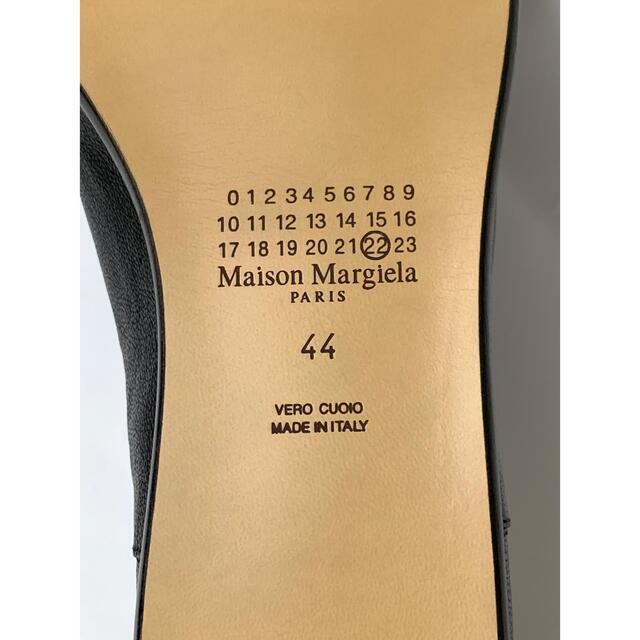 0 1 2 3 4 5 6 7 8 9
10 11 12 13 14 15 16
17 18 19 20 21 22 23
Maison Margiela
PARIS
44
VERO CUOIO
MADE IN ITALY